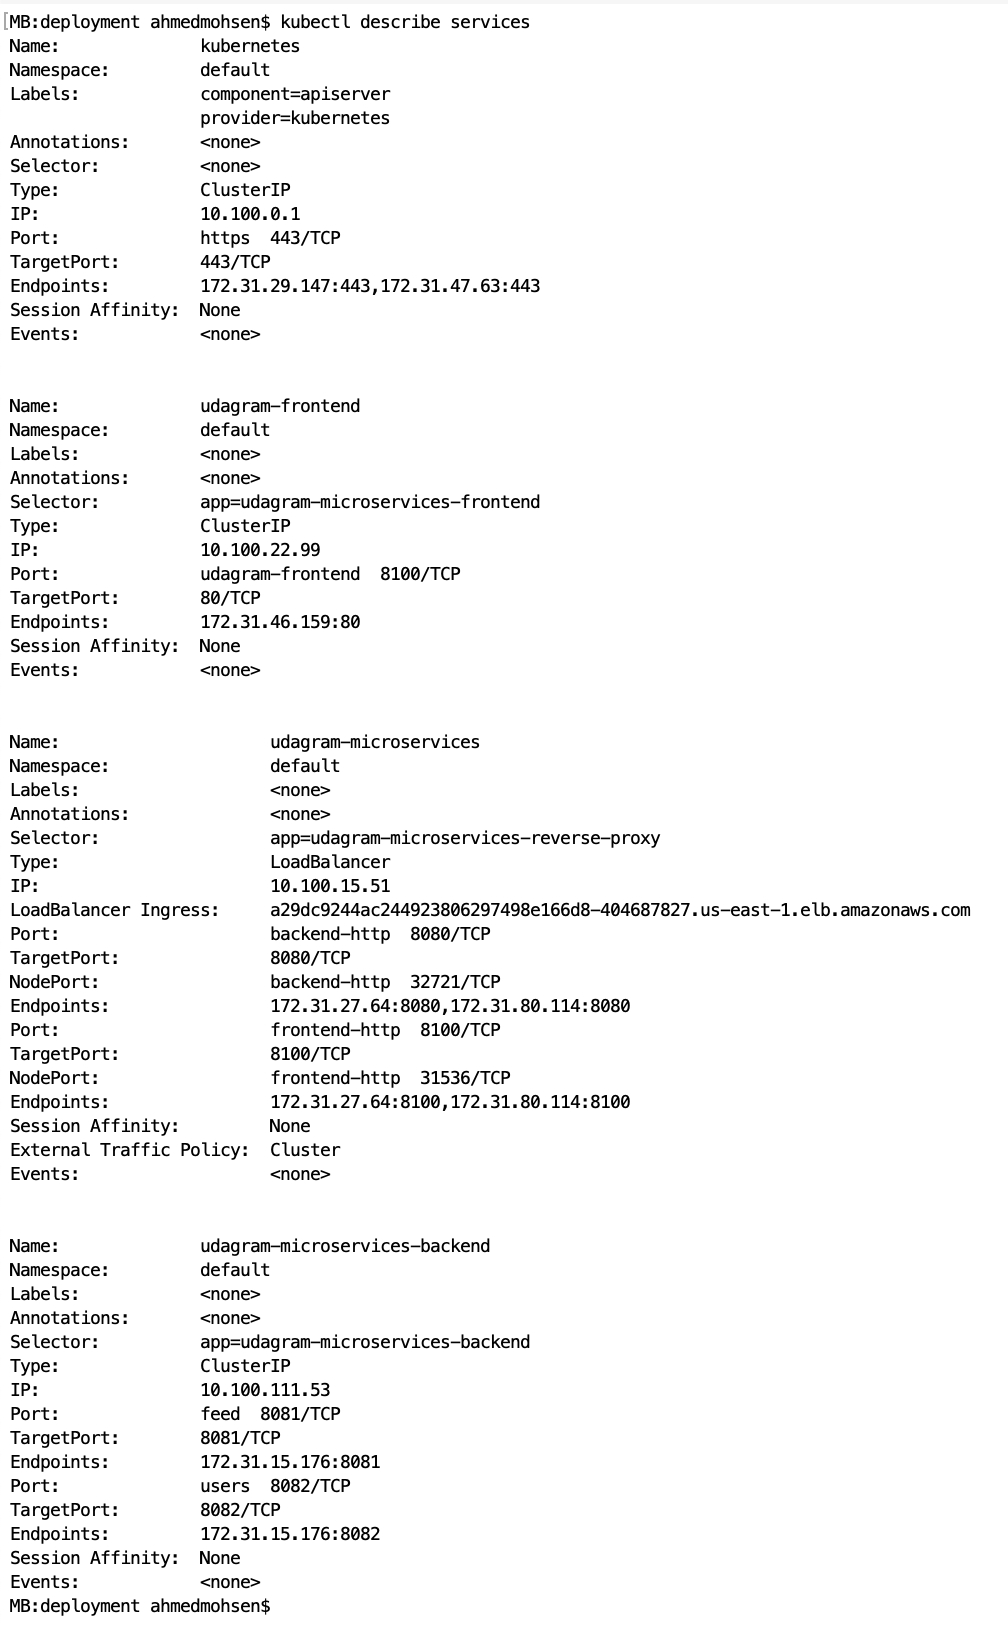 [MB:deployment ahmedmohsen$ kubectl describe services
Name:              kubernetes
Namespace:         default
Labels:            component=apiserver
                   provider=kubernetes
Annotations:       <none>
Selector:          <none>
Type:              ClusterIP
IP:                10.100.0.1
Port:              https  443/TCP
TargetPort:        443/TCP
Endpoints:         172.31.29.147:443,172.31.47.63:443
Session Affinity:  None
Events:            <none>


Name:              udagram-frontend
Namespace:         default
Labels:            <none>
Annotations:       <none>
Selector:          app=udagram-microservices-frontend
Type:              ClusterIP
IP:                10.100.22.99
Port:              udagram-frontend  8100/TCP
TargetPort:        80/TCP
Endpoints:         172.31.46.159:80
Session Affinity:  None
Events:            <none>


Name:                     udagram-microservices
Namespace:                default
Labels:                   <none>
Annotations:              <none>
Selector:                 app=udagram-microservices-reverse-proxy
Type:                     LoadBalancer
IP:                       10.100.15.51
LoadBalancer Ingress:     a29dc9244ac244923806297498e166d8-404687827.us-east-1.elb.amazonaws.com
Port:                     backend-http  8080/TCP
TargetPort:               8080/TCP
NodePort:                 backend-http  32721/TCP
Endpoints:                172.31.27.64:8080,172.31.80.114:8080
Port:                     frontend-http  8100/TCP
TargetPort:               8100/TCP
NodePort:                 frontend-http  31536/TCP
Endpoints:                172.31.27.64:8100,172.31.80.114:8100
Session Affinity:         None
External Traffic Policy:  Cluster
Events:                   <none>


Name:              udagram-microservices-backend
Namespace:         default
Labels:            <none>
Annotations:       <none>
Selector:          app=udagram-microservices-backend
Type:              ClusterIP
IP:                10.100.111.53
Port:              feed  8081/TCP
TargetPort:        8081/TCP
Endpoints:         172.31.15.176:8081
Port:              users  8082/TCP
TargetPort:        8082/TCP
Endpoints:         172.31.15.176:8082
Session Affinity:  None
Events:            <none>
MB:deployment ahmedmohsen$